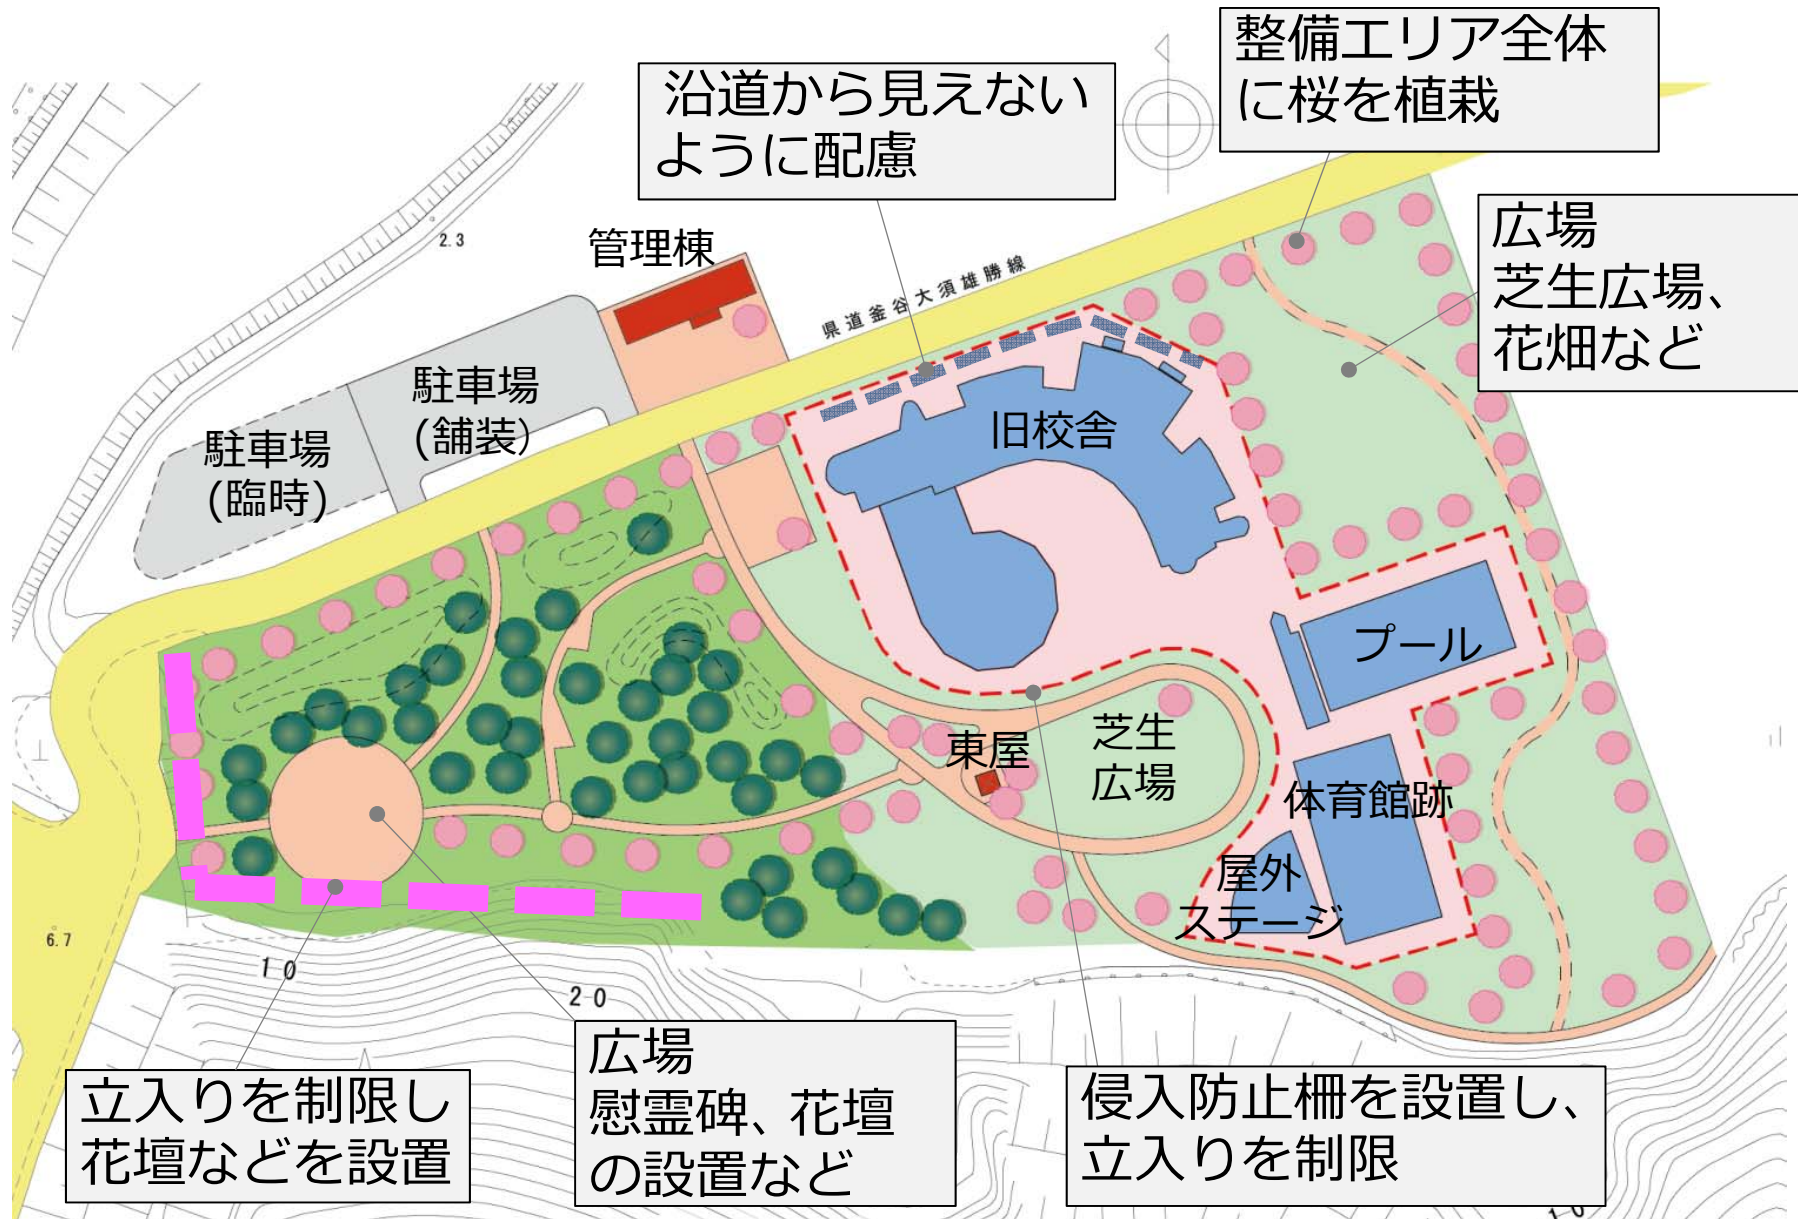 整備エリア全体
に桜を植栽
沿道から見えない
ように配慮
広場
芝生広場、
花畑など
管理棟
2.3
県道釜谷大須雄勝線
駐車場
(舗装)
駐車場
(臨時)
旧校舎
プール
東屋
芝生
広場
体育館跡
屋外
ステージ
6.7
10
20
広場
慰霊碑、花壇
の設置など
立入りを制限し
花壇などを設置
侵入防止柵を設置し、
立入りを制限